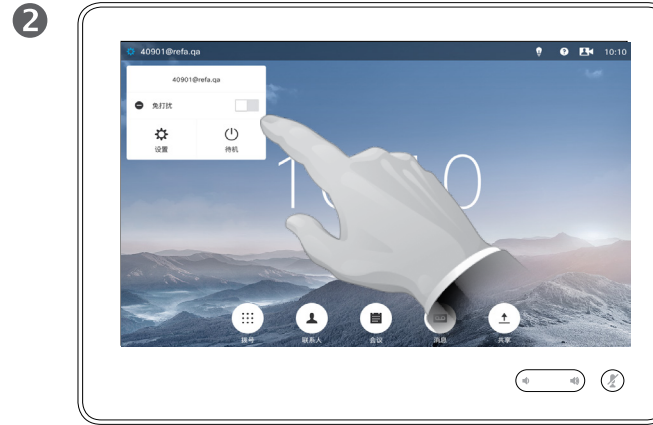 2
40901@refa.qa 10:10
40901@refa.qa
免打扰
设置 待机
拨号 联系人 会议 消息 共享